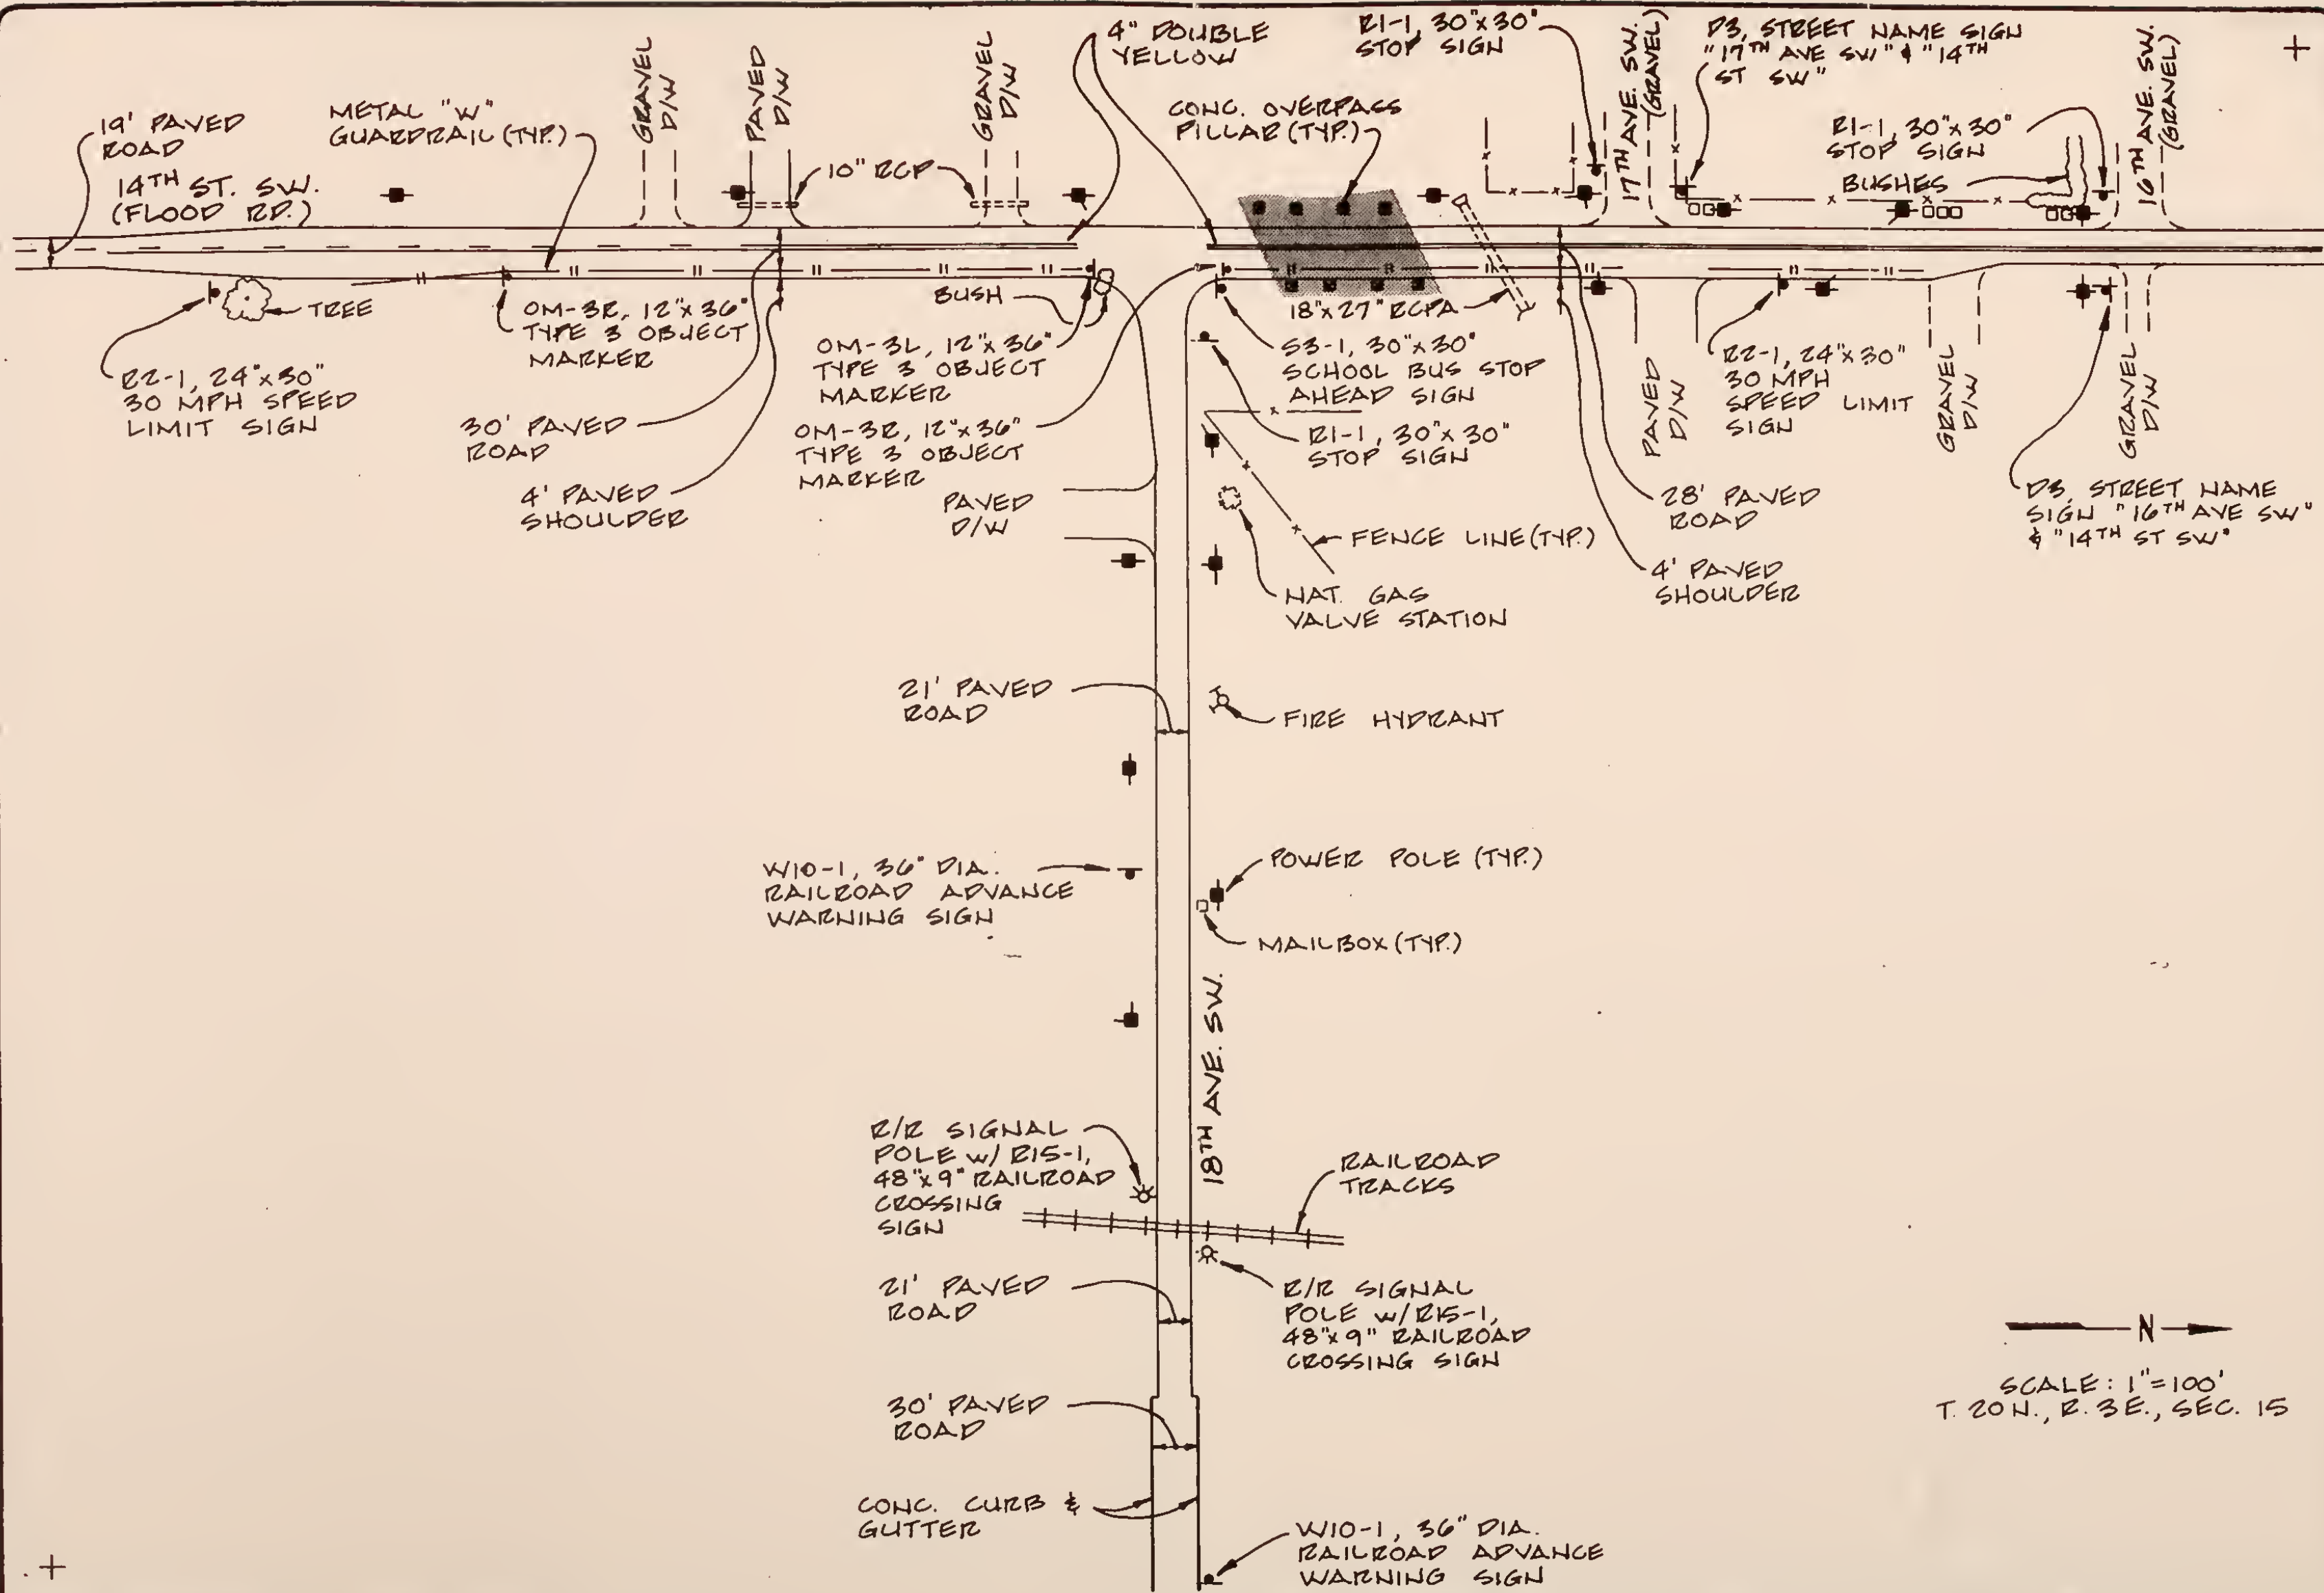 19' PAVED
ROAD
14TH ST. SW.
(FLOOD RD.)
METAL "W"
GUARDRAIL (TYP.)
GRAVEL
D/W
PAVED
D/W
10" RCP
GRAVEL
D/W
4" DOUBLE
YELLOW
R1-1, 30"x30"
STOP SIGN
CONC. OVERPASS
PILLAR (TYP.)
17TH AVE. SW.
(GRAVEL)
D3, STREET NAME SIGN
"17TH AVE SW" & "14TH
ST SW"
R1-1, 30"x30"
STOP SIGN
BUSHES
16TH AVE. SW.
(GRAVEL)
TREE
R2-1, 24"x30"
30 MPH SPEED
LIMIT SIGN
OM-3R, 12"x36"
TYPE 3 OBJECT
MARKER
30' PAVED
ROAD
4' PAVED
SHOULDER
BUSH
OM-3L, 12"x36"
TYPE 3 OBJECT
MARKER
OM-3R, 12"x36"
TYPE 3 OBJECT
MARKER
PAVED
D/W
18"x27" RCPA
S3-1, 30"x30"
SCHOOL BUS STOP
AHEAD SIGN
R1-1, 30"x30"
STOP SIGN
FENCE LINE (TYP.)
NAT. GAS
VALVE STATION
PAVED
D/W
28' PAVED
ROAD
4' PAVED
SHOULDER
R2-1, 24"x30"
30 MPH
SPEED LIMIT
SIGN
GRAVEL
D/W
GRAVEL
D/W
D3, STREET NAME
SIGN "16TH AVE SW"
& "14TH ST SW"
21' PAVED
ROAD
FIRE HYDRANT
W10-1, 36" DIA.
RAILROAD ADVANCE
WARNING SIGN
POWER POLE (TYP.)
MAILBOX (TYP.)
18TH AVE. SW.
R/R SIGNAL
POLE w/ R15-1,
48"x9" RAILROAD
CROSSING
SIGN
RAILROAD
TRACKS
21' PAVED
ROAD
R/R SIGNAL
POLE w/ R15-1,
48"x9" RAILROAD
CROSSING SIGN
30' PAVED
ROAD
CONC. CURB &
GUTTER
W10-1, 36" DIA.
RAILROAD ADVANCE
WARNING SIGN
N
SCALE: 1"=100'
T. 20 N., R. 3 E., SEC. 15